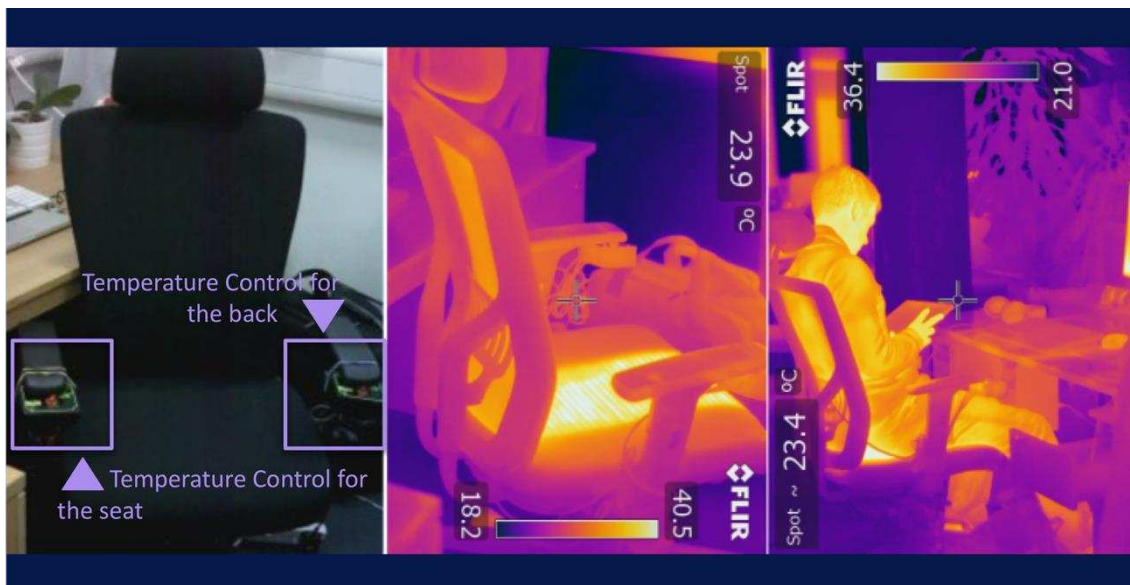 Temperature Control for
the back
Temperature Control for
the seat
Spot
23.9
ºC
18.2
40.5
FLIR
FLIR
36.4
21.0
ºC
Spot ~ 23.4